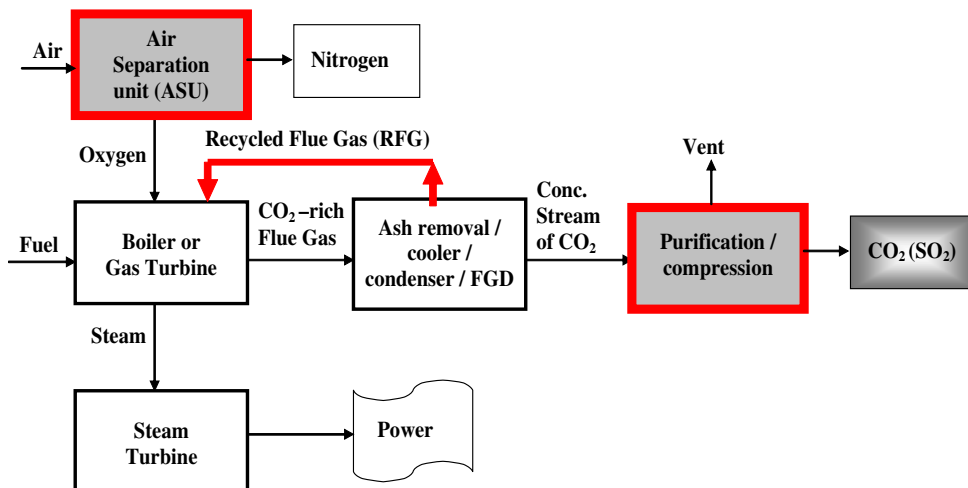 Air
Air
Separation
unit (ASU)
Nitrogen
Oxygen
Recycled Flue Gas (RFG)
Vent
Fuel
Boiler or
Gas Turbine
CO₂ –rich
Flue Gas
Ash removal /
cooler /
condenser / FGD
Conc.
Stream
of CO₂
Purification /
compression
CO₂ (SO₂)
Steam
Steam
Turbine
Power